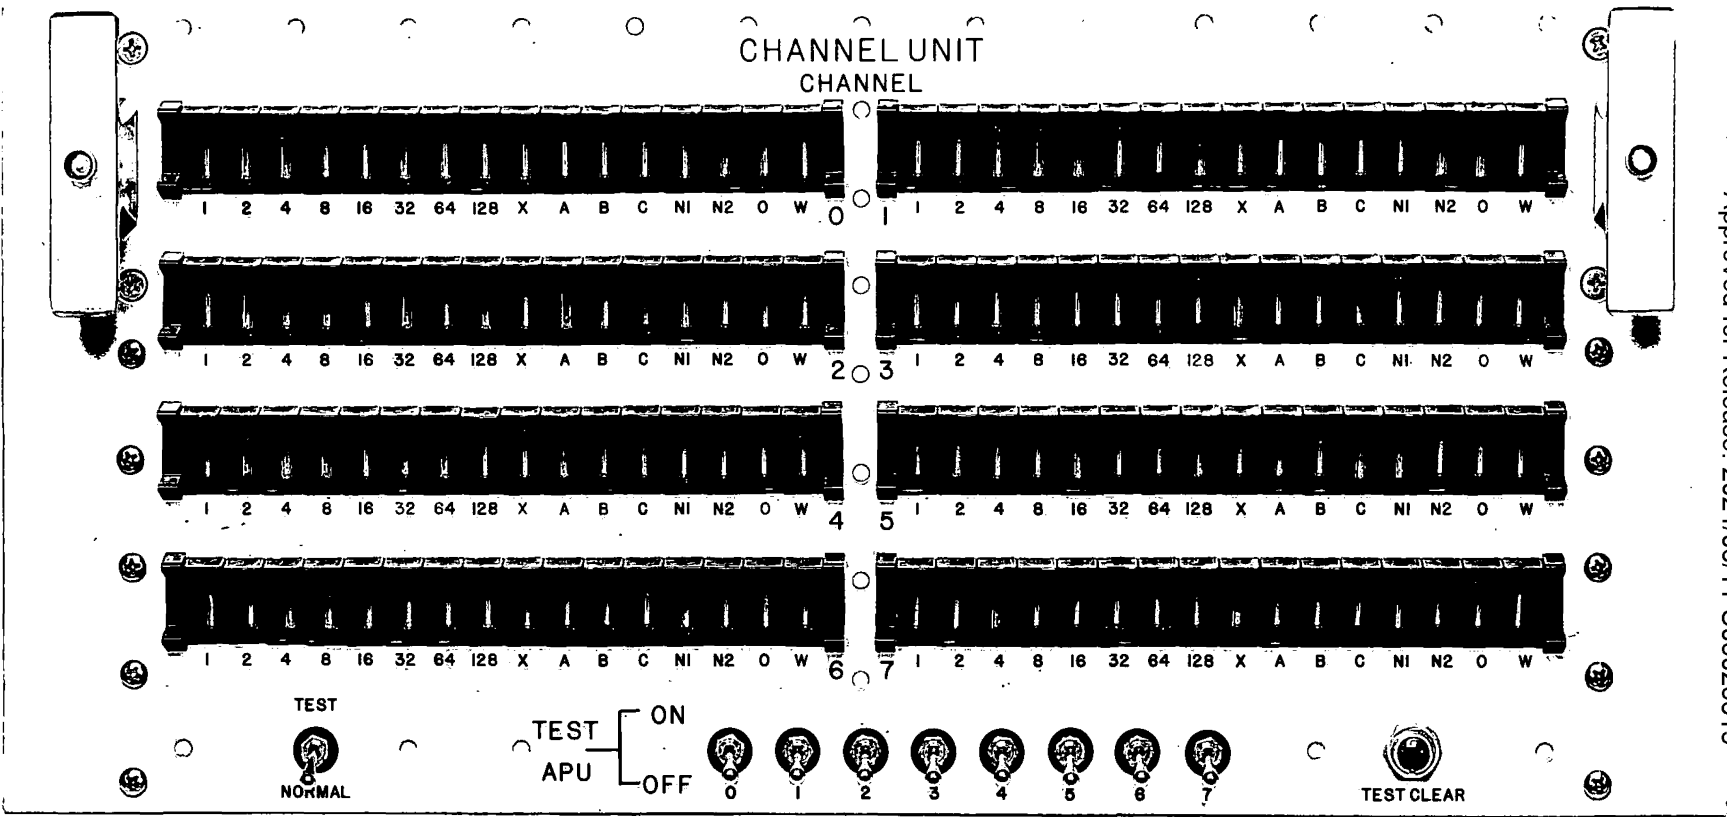 CHANNEL UNIT
CHANNEL
1 2 4 8 16 32 64 128 X A B C N1 N2 O W 0
1 1 2 4 8 16 32 64 128 X A B C N1 N2 O W
1 2 4 8 16 32 64 128 X A B C N1 N2 O W 2
3 1 2 4 8 16 32 64 128 X A B C N1 N2 O W
1 2 4 8 16 32 64 128 X A B C N1 N2 O W 4
5 1 2 4 8 16 32 64 128 X A B C N1 N2 O W
1 2 4 8 16 32 64 128 X A B C N1 N2 O W 6
7 1 2 4 8 16 32 64 128 X A B C N1 N2 O W
TEST
NORMAL
TEST
APU
ON
OFF
0 1 2 3 4 5 6 7
TEST CLEAR